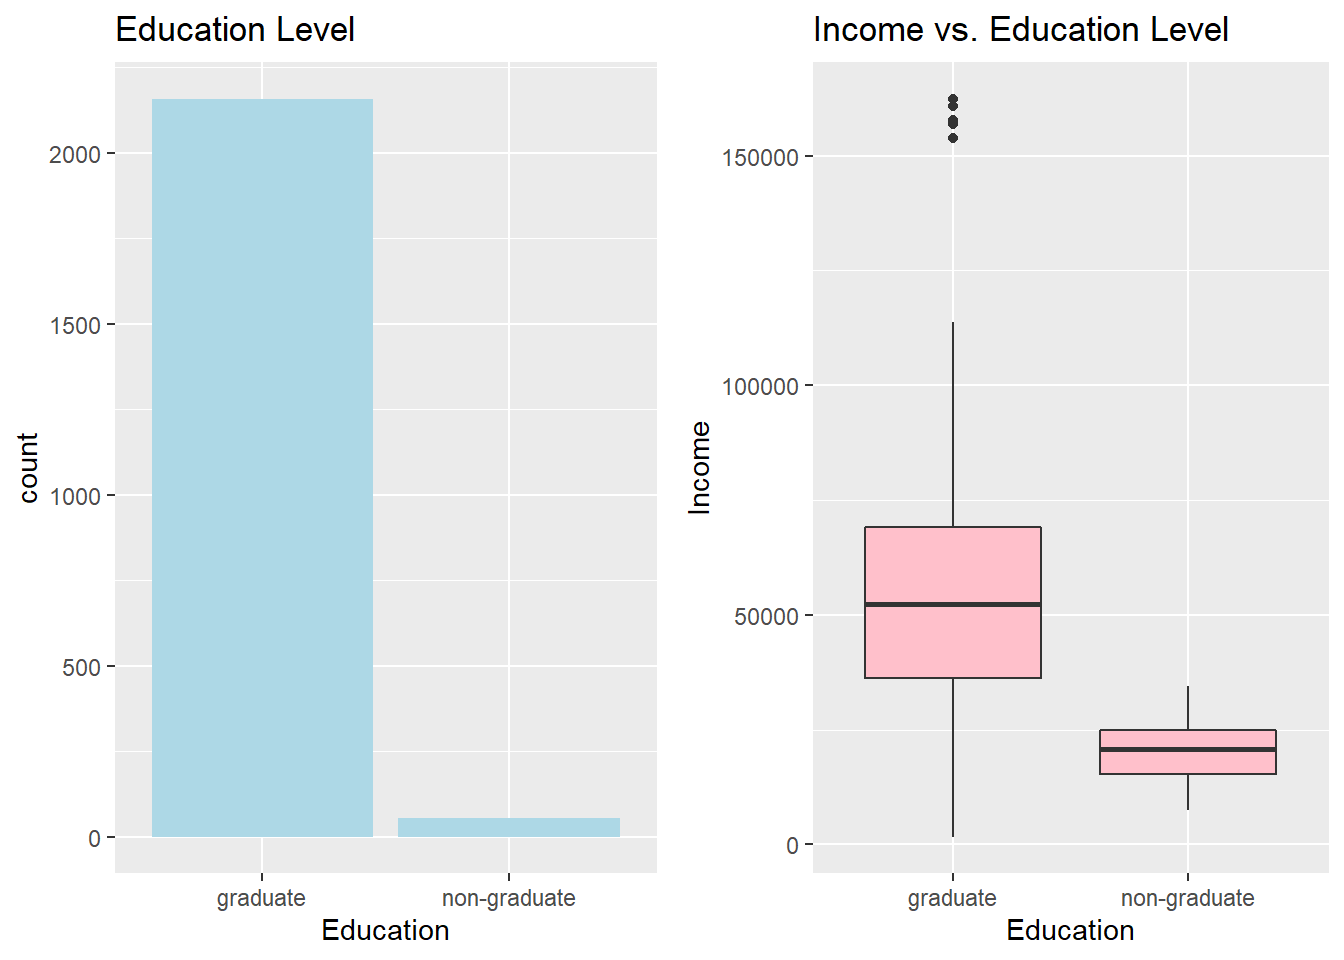 Education Level
2000
1500
1000
500
0
count
graduate non-graduate
Education
Income vs. Education Level
150000
100000
50000
0
Income
graduate non-graduate
Education